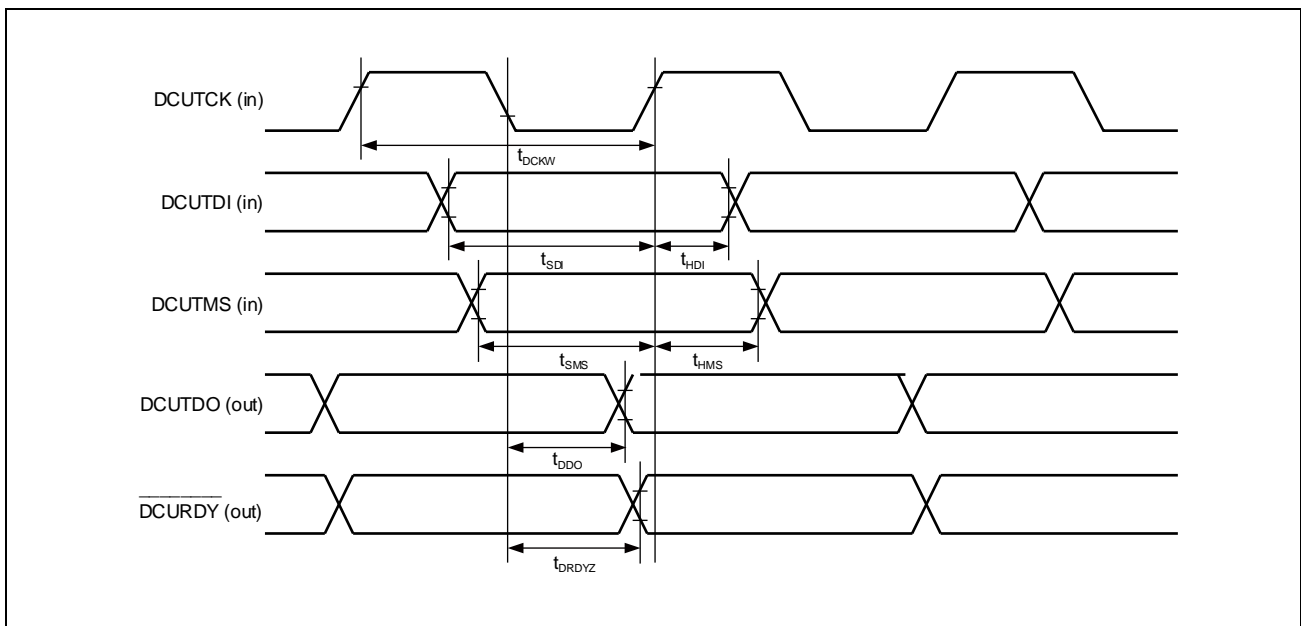 DCUTCK (in)
tDCKW
DCUTDI (in)
tSDI
tHDI
DCUTMS (in)
tSMS
tHMS
DCUTDO (out)
tDDO
DCURDY (out)
tDRDYZ